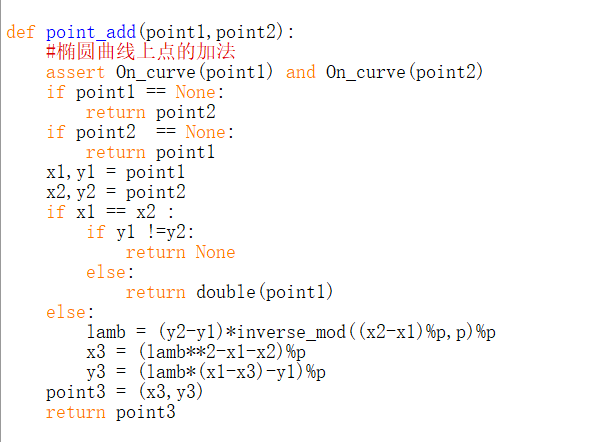 def point_add(point1,point2):
    #椭圆曲线上点的加法
    assert On_curve(point1) and On_curve(point2)
    if point1 == None:
        return point2
    if point2  == None:
        return point1
    x1,y1 = point1
    x2,y2 = point2
    if x1 == x2 :
        if y1 !=y2:
            return None
        else:
            return double(point1)
    else:
        lamb = (y2-y1)*inverse_mod((x2-x1)%p,p)%p
        x3 = (lamb**2-x1-x2)%p
        y3 = (lamb*(x1-x3)-y1)%p
    point3 = (x3,y3)
    return point3